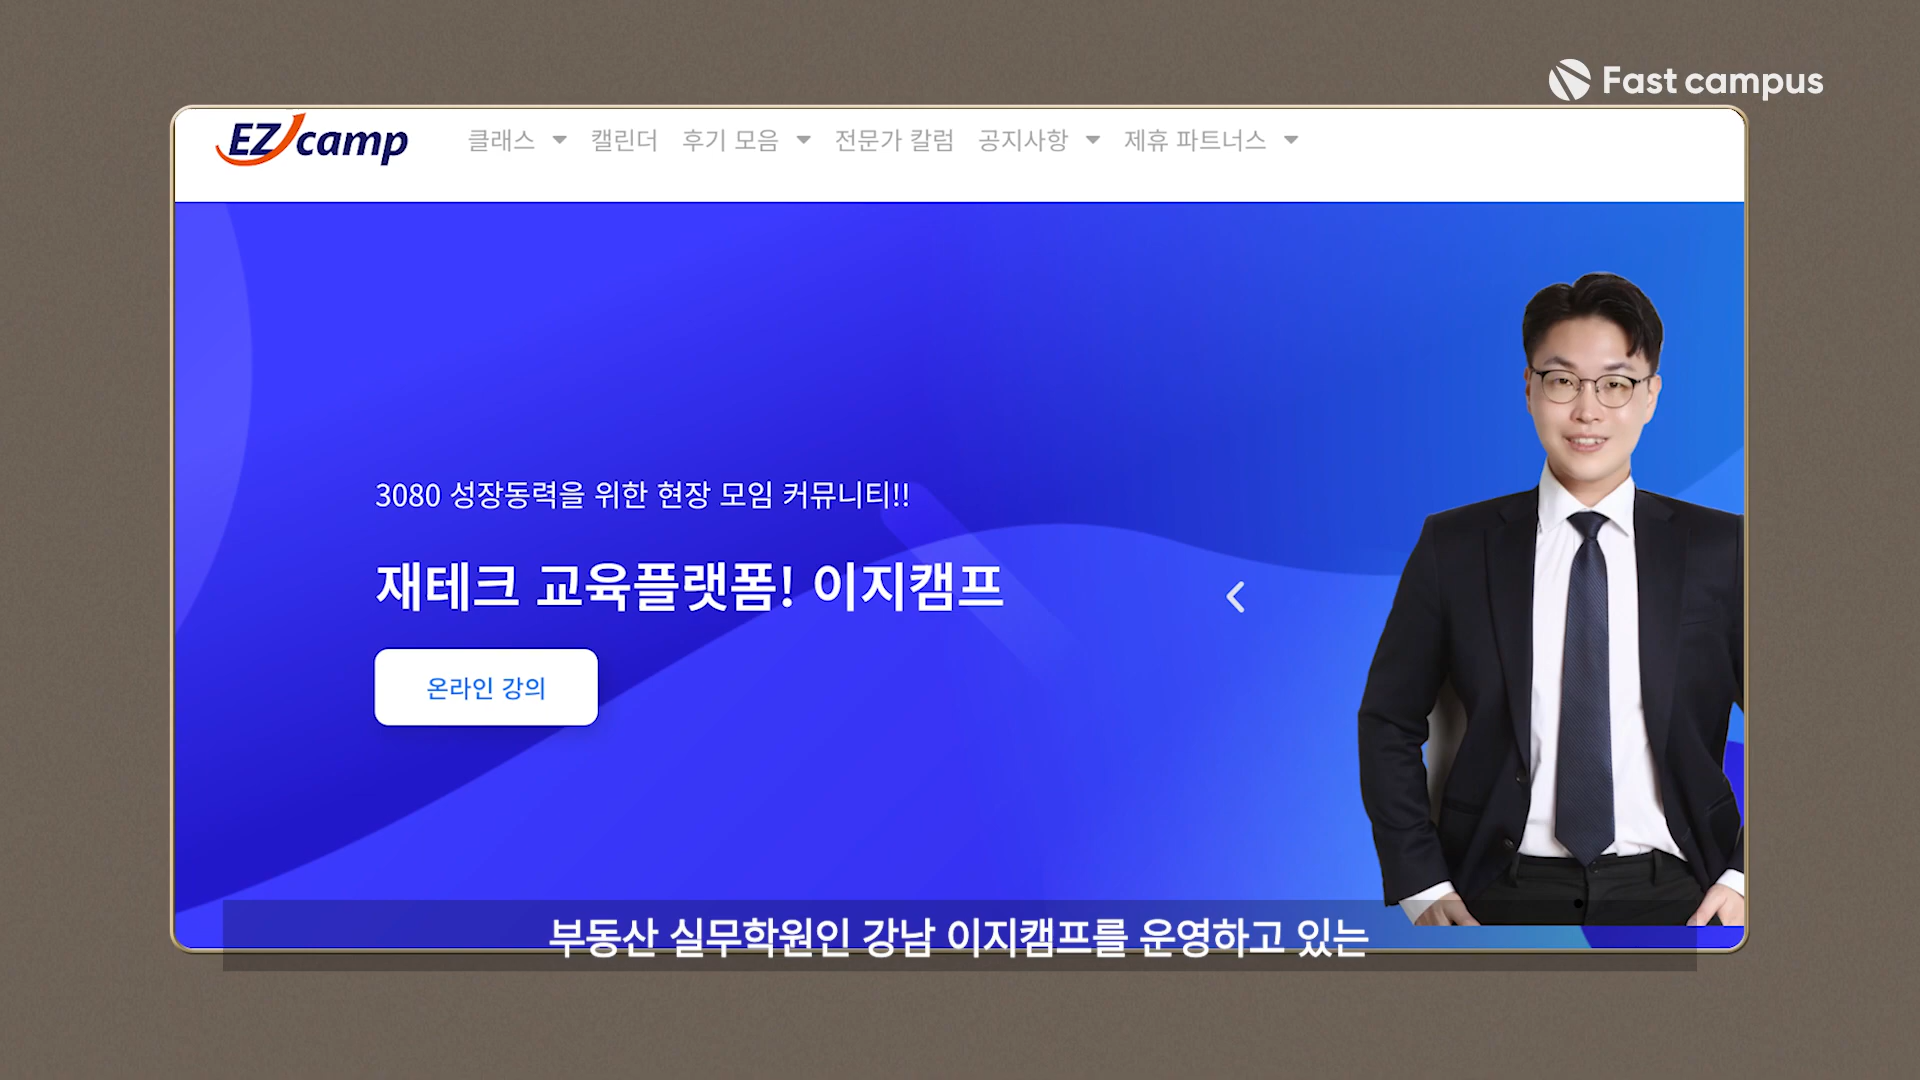 Fast campus
EZcamp
클래스 캘린더 후기 모음 전문가 칼럼 공지사항 제휴 파트너스
3080 성장동력을 위한 현장 모임 커뮤니티!!
재테크 교육플랫폼! 이지캠프
온라인 강의
부동산 실무학원인 강남 이지캠프를 운영하고 있는